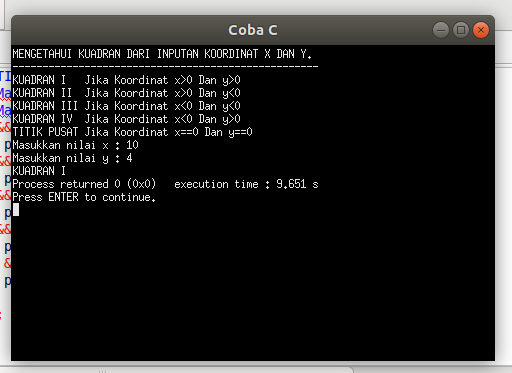 Coba C
MENGETAHUI KUADRAN DARI INPUTAN KOORDINAT X DAN Y.
--------------------------------------------------
KUADRAN I   Jika Koordinat x>0 Dan y>0
KUADRAN II  Jika Koordinat x>0 Dan y<0
KUADRAN III Jika Koordinat x<0 Dan y<0
KUADRAN IV  Jika Koordinat x<0 Dan y>0
TITIK PUSAT Jika Koordinat x==0 Dan y==0
Masukkan nilai x : 10
Masukkan nilai y : 4
KUADRAN I
Process returned 0 (0x0)   execution time : 9.651 s
Press ENTER to continue.